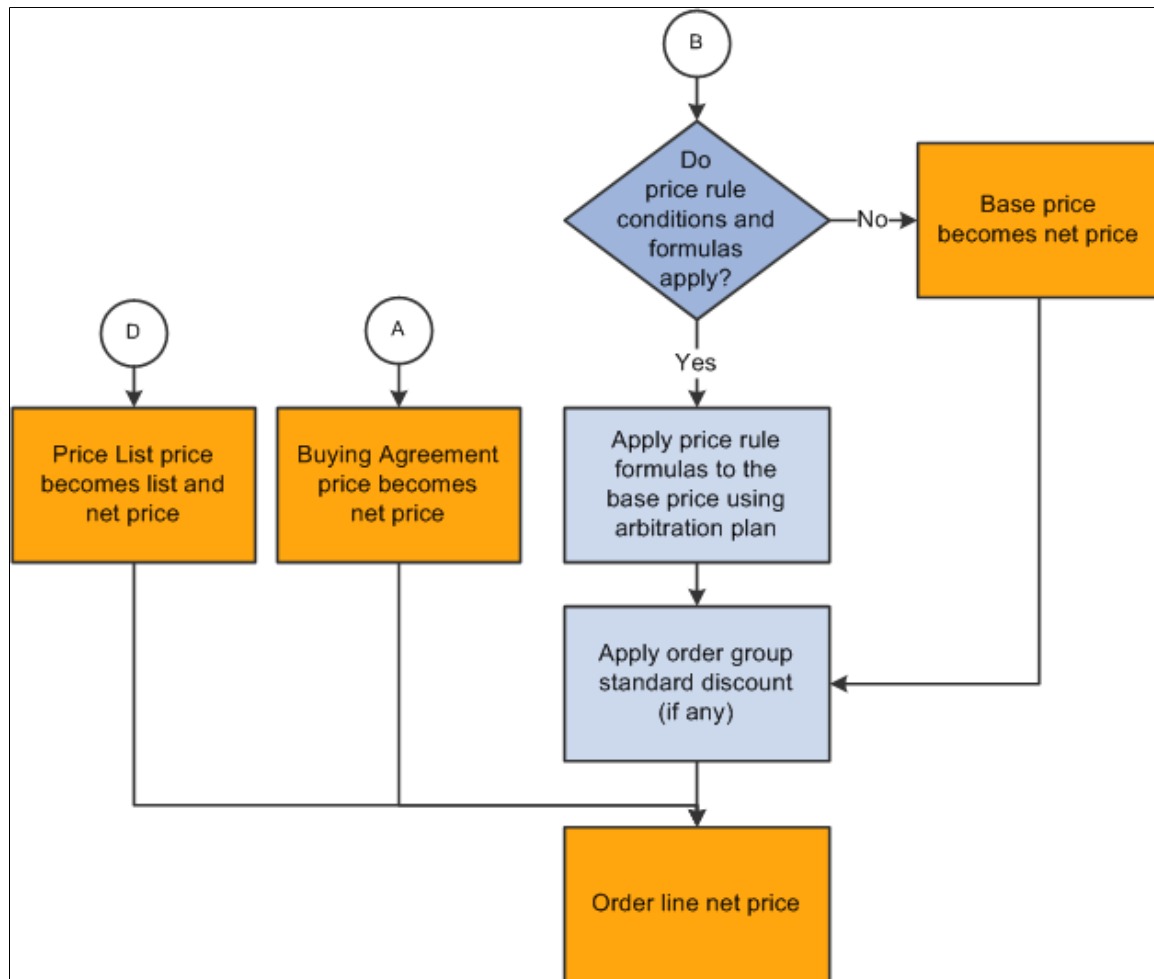 B
Do
price rule
conditions and
formulas
apply?
No
Base price
becomes net price
Yes
D
A
Price List price
becomes list and
net price
Buying Agreement
price becomes
net price
Apply price rule
formulas to the
base price using
arbitration plan
Apply order group
standard discount
(if any)
Order line net price